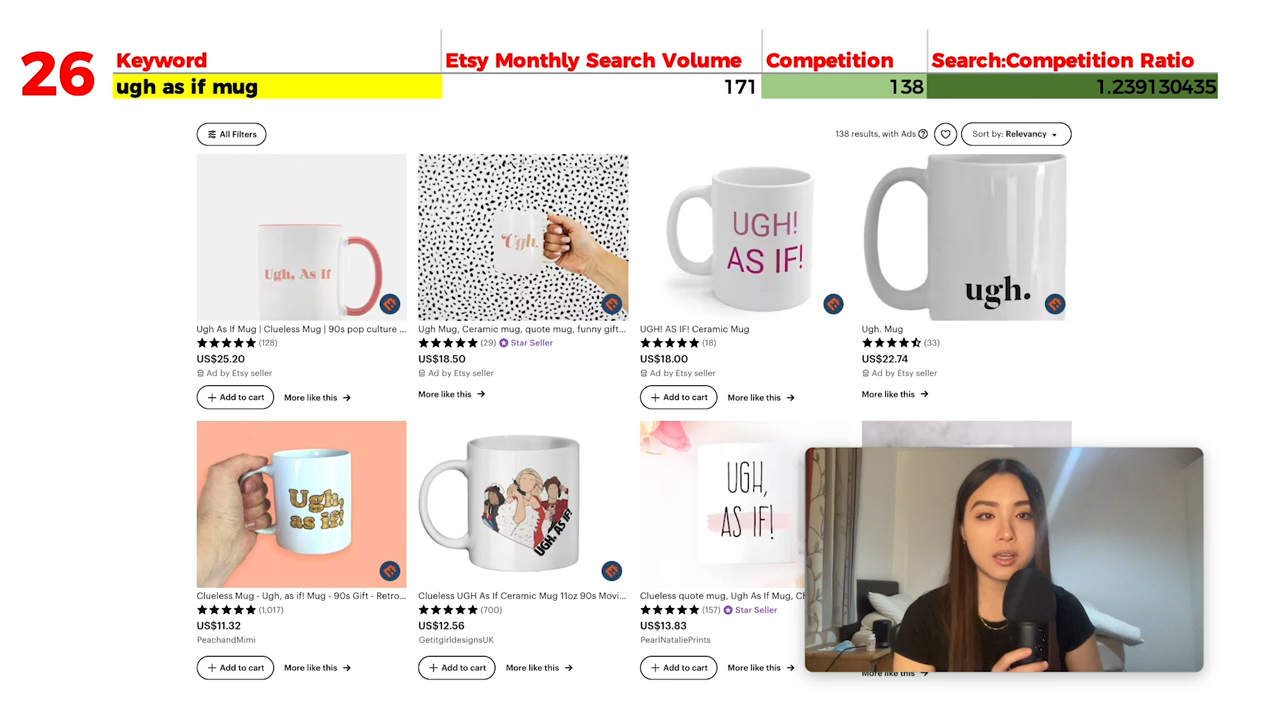 26
Keyword
Etsy Monthly Search Volume
Competition
Search:Competition Ratio
ugh as if mug
171
138
1.239130435
All Filters
138 results, with Ads
Sort by: Relevancy
Ugh, As If
Ugh.
UGH!
AS IF!
ugh.
Ugh As If Mug | Clueless Mug | 90s pop culture ...
(128)
US$25.20
Ad by Etsy seller
+ Add to cart
More like this →
Ugh Mug, Ceramic mug, quote mug, funny gift...
(29) Star Seller
US$18.50
Ad by Etsy seller
More like this →
UGH! AS IF! Ceramic Mug
(18)
US$18.00
Ad by Etsy seller
+ Add to cart
More like this →
Ugh. Mug
(33)
US$22.74
Ad by Etsy seller
More like this →
Ugh,
as if!
UGH, AS IF!
UGH,
AS IF!
Clueless Mug - Ugh, as if! Mug - 90s Gift - Retro...
(1,017)
US$11.32
PeachandMimi
+ Add to cart
More like this →
Clueless UGH As If Ceramic Mug 11oz 90s Movi...
(700)
US$12.56
GetitgirldesignsUK
+ Add to cart
More like this →
Clueless quote mug, Ugh As If Mug, Ch
(157) Star Seller
US$13.83
PearlNataliePrints
+ Add to cart
More like this →
More like this →